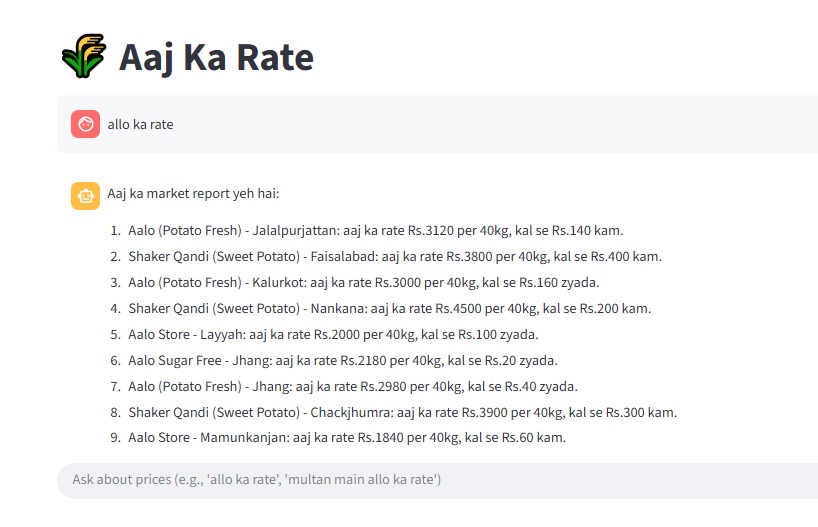 Aaj Ka Rate
allo ka rate
Aaj ka market report yeh hai:
1. Aalo (Potato Fresh) - Jalalpurjattan: aaj ka rate Rs.3120 per 40kg, kal se Rs.140 kam.
2. Shaker Qandi (Sweet Potato) - Faisalabad: aaj ka rate Rs.3800 per 40kg, kal se Rs.400 kam.
3. Aalo (Potato Fresh) - Kalurkot: aaj ka rate Rs.3000 per 40kg, kal se Rs.160 zyada.
4. Shaker Qandi (Sweet Potato) - Nankana: aaj ka rate Rs.4500 per 40kg, kal se Rs.200 kam.
5. Aalo Store - Layyah: aaj ka rate Rs.2000 per 40kg, kal se Rs.100 zyada.
6. Aalo Sugar Free - Jhang: aaj ka rate Rs.2180 per 40kg, kal se Rs.20 zyada.
7. Aalo (Potato Fresh) - Jhang: aaj ka rate Rs.2980 per 40kg, kal se Rs.40 zyada.
8. Shaker Qandi (Sweet Potato) - Chackjhumra: aaj ka rate Rs.3900 per 40kg, kal se Rs.300 kam.
9. Aalo Store - Mamunkanjan: aaj ka rate Rs.1840 per 40kg, kal se Rs.60 kam.
Ask about prices (e.g., 'allo ka rate', 'multan main allo ka rate')